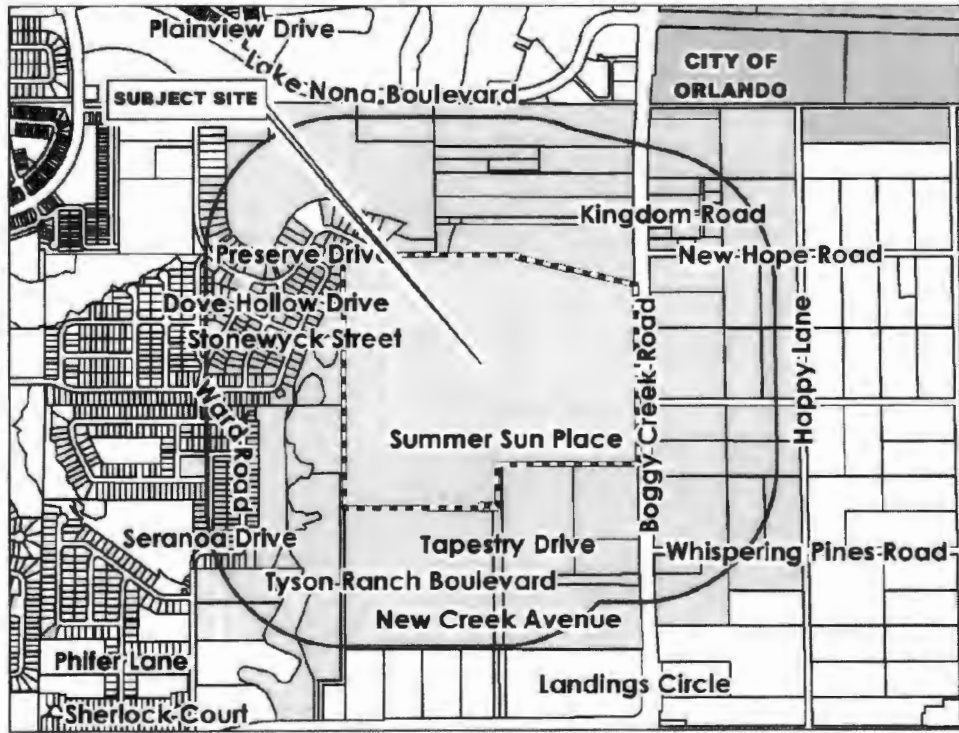 Plainview Drive
Lake Nona Boulevard
CITY OF
ORLANDO
SUBJECT SITE
Kingdom Road
Preserve Drive
New Hope Road
Dove Hollow Drive
Stonewyck Street
Ward Road
Boggy Creek Road
Happy Lane
Summer Sun Place
Seranoa Drive
Tapestry Drive
Whispering Pines Road
Tyson Ranch Boulevard
New Creek Avenue
Phifer Lane
Landings Circle
Sherlock Court